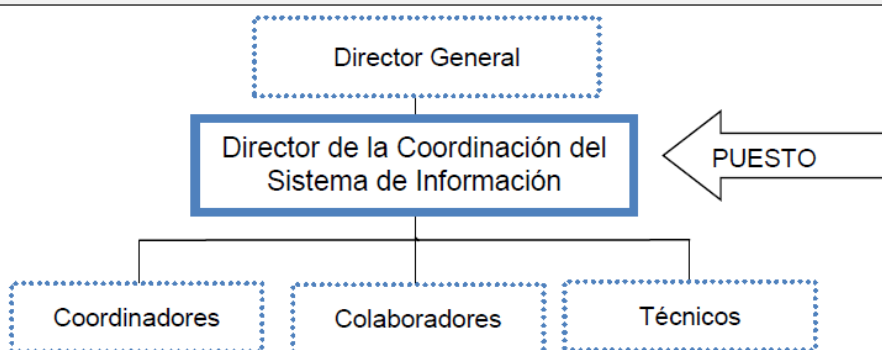 Director General
Director de la Coordinación del
Sistema de Información
PUESTO
Coordinadores
Colaboradores
Técnicos